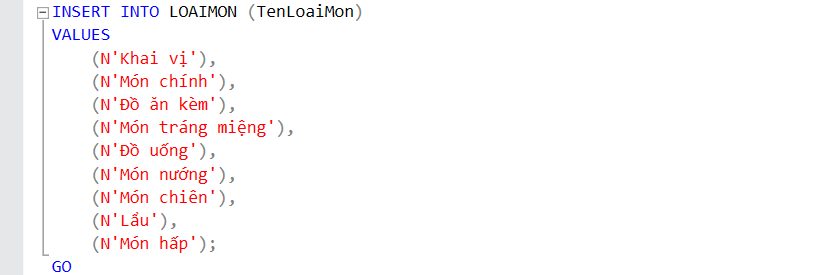 INSERT INTO LOAIMON (TenLoaiMon)
VALUES
(N'Khai vị'),
(N'Món chính'),
(N'Đồ ăn kèm'),
(N'Món tráng miệng'),
(N'Đồ uống'),
(N'Món nướng'),
(N'Món chiên'),
(N'Lẩu'),
(N'Món hấp');
GO